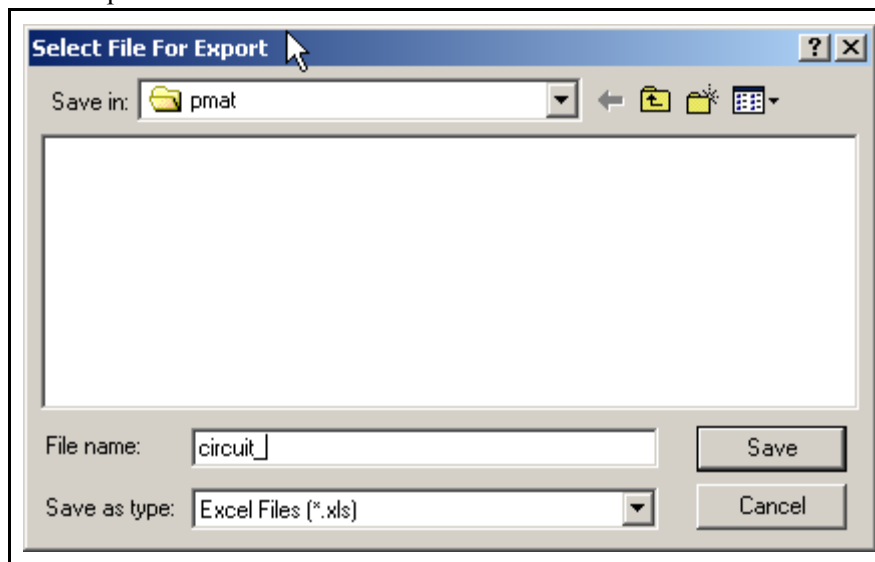 Select File For Export
Save in: pmat
File name: circuit_
Save
Save as type: Excel Files (*.xls)
Cancel